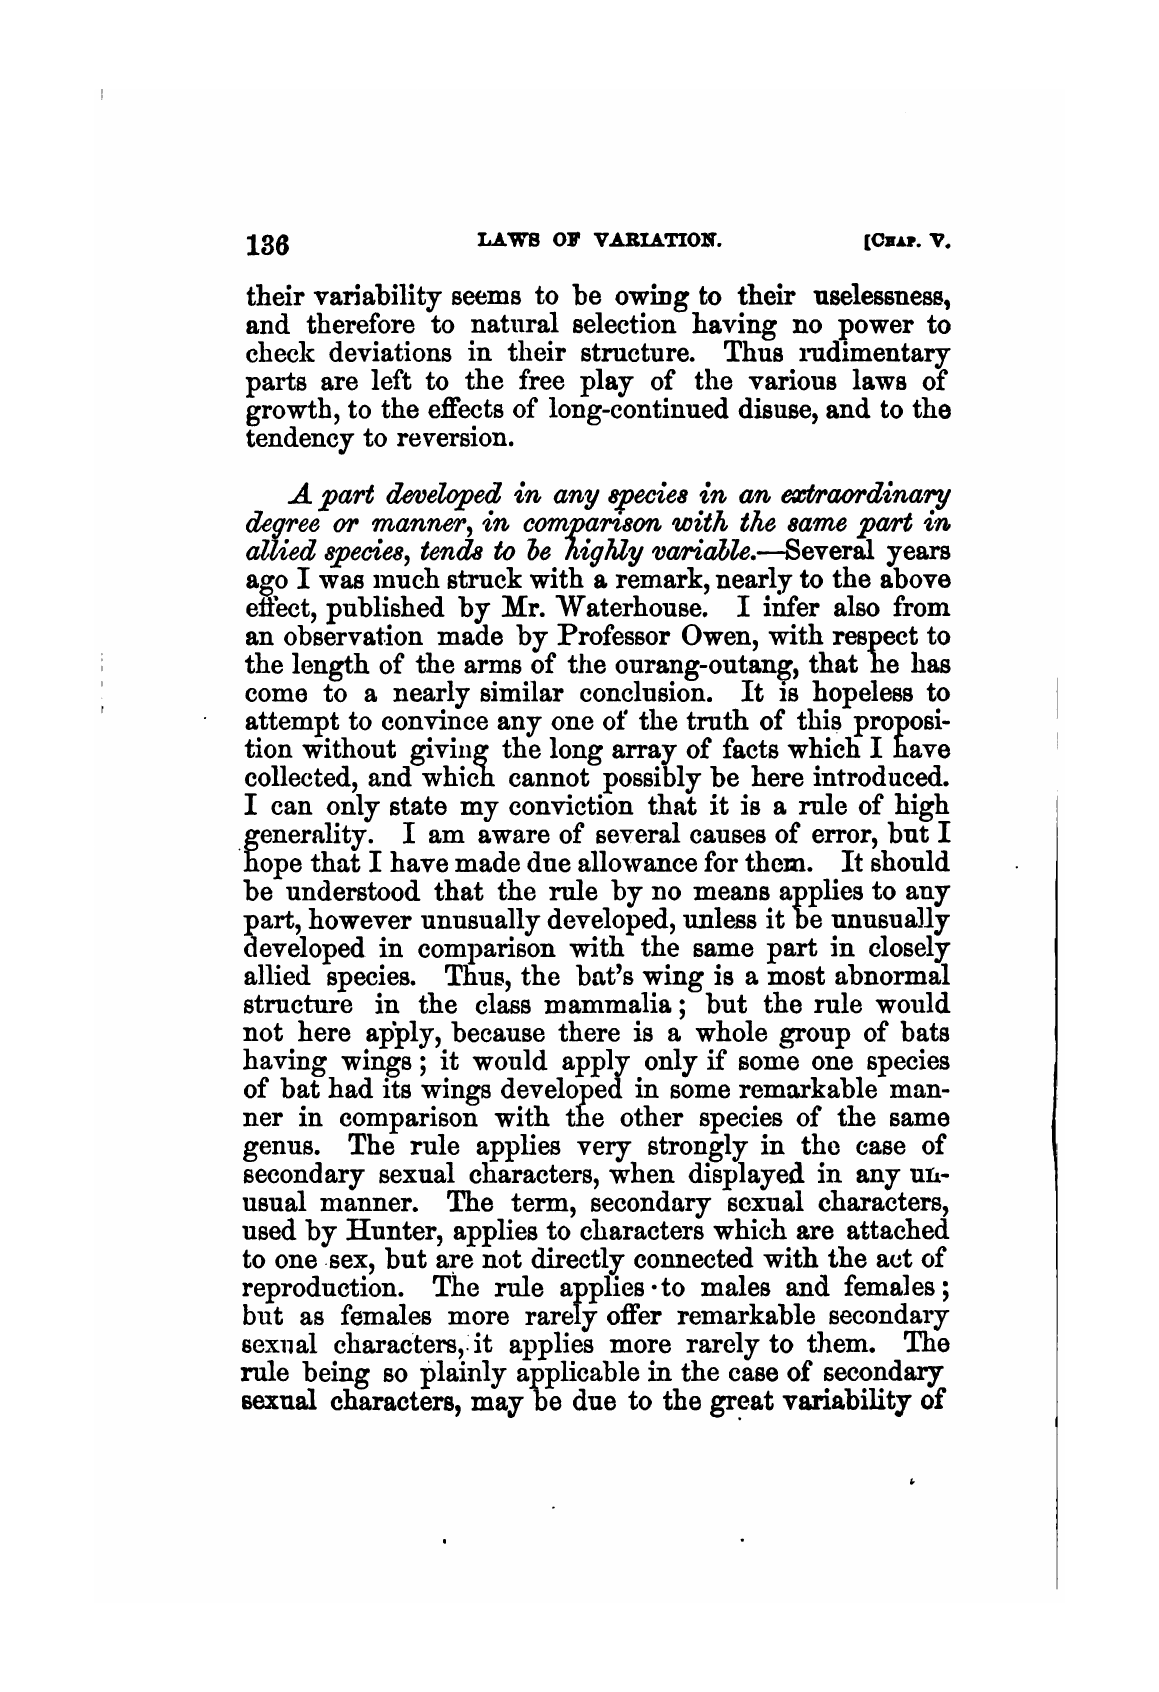 136 LAWS OF VARIATION. [CHAP. V.
their variability seems to be owing to their uselessness,
and therefore to natural selection having no power to
check deviations in their structure. Thus rudimentary
parts are left to the free play of the various laws of
growth, to the effects of long-continued disuse, and to the
tendency to reversion.
A part developed in any species in an extraordinary
degree or manner, in comparison with the same part in
allied species, tends to be highly variable.—Several years
ago I was much struck with a remark, nearly to the above
effect, published by Mr. Waterhouse. I infer also from
an observation made by Professor Owen, with respect to
the length of the arms of the ourang-outang, that he has
come to a nearly similar conclusion. It is hopeless to
attempt to convince any one of the truth of this proposi-
tion without giving the long array of facts which I have
collected, and which cannot possibly be here introduced.
I can only state my conviction that it is a rule of high
generality. I am aware of several causes of error, but I
hope that I have made due allowance for them. It should
be understood that the rule by no means applies to any
part, however unusually developed, unless it be unusually
developed in comparison with the same part in closely
allied species. Thus, the bat's wing is a most abnormal
structure in the class mammalia; but the rule would
not here apply, because there is a whole group of bats
having wings; it would apply only if some one species
of bat had its wings developed in some remarkable man-
ner in comparison with the other species of the same
genus. The rule applies very strongly in the case of
secondary sexual characters, when displayed in any un-
usual manner. The term, secondary sexual characters,
used by Hunter, applies to characters which are attached
to one sex, but are not directly connected with the act of
reproduction. The rule applies to males and females;
but as females more rarely offer remarkable secondary
sexual characters, it applies more rarely to them. The
rule being so plainly applicable in the case of secondary
sexual characters, may be due to the great variability of